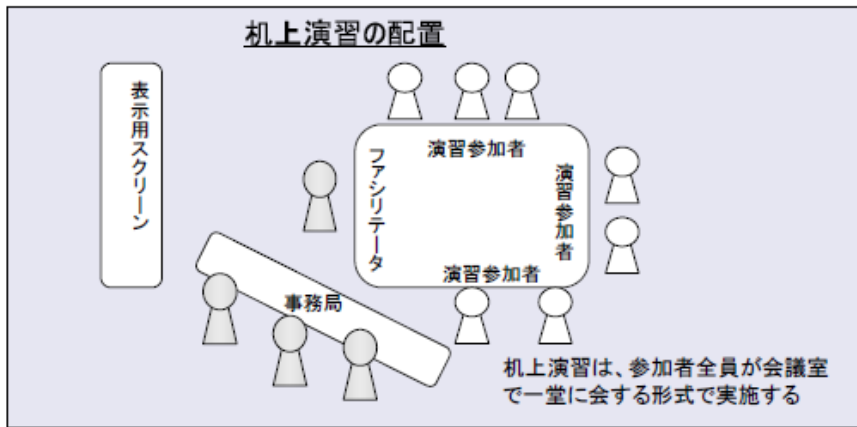 机上演習の配置
表示用スクリーン
ファシリテータ
演習参加者
演習参加者
演習参加者
事務局
机上演習は、参加者全員が会議室
で一堂に会する形式で実施する